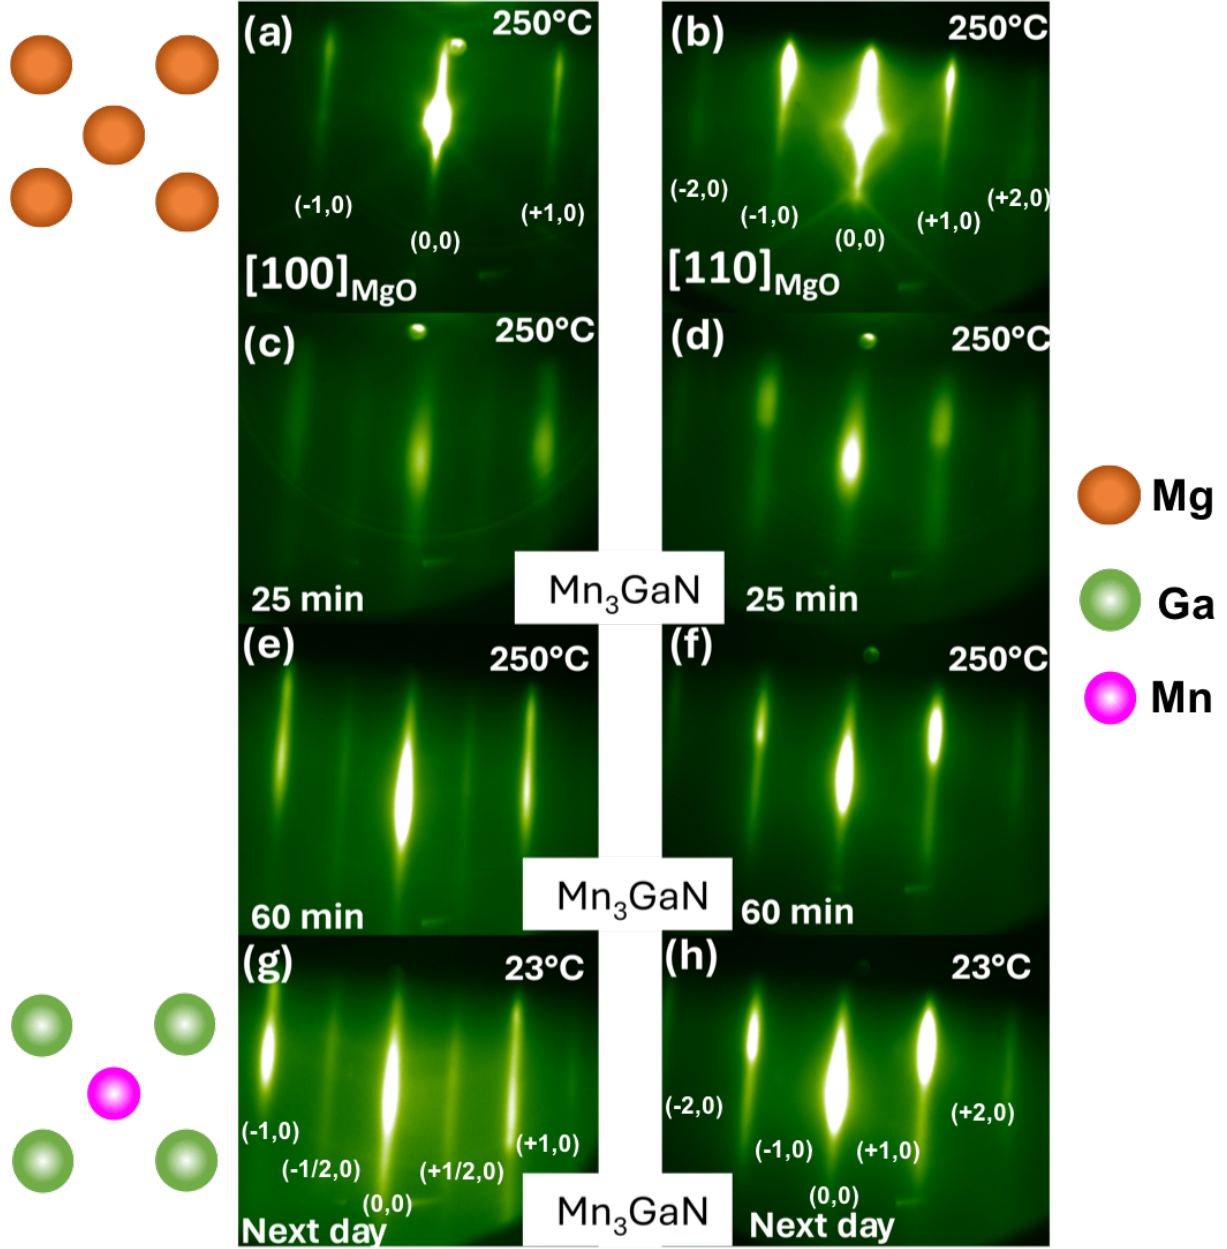 (a)
250°C
(-1,0)
(0,0)
(+1,0)
[100]MgO
(b)
250°C
(-2,0)
(-1,0)
(0,0)
(+1,0)
(+2,0)
[110]MgO
(c)
250°C
25 min
(d)
250°C
25 min
Mn₃GaN
Mg
Ga
Mn
(e)
250°C
60 min
(f)
250°C
60 min
Mn₃GaN
(g)
23°C
(-1,0)
(-1/2,0)
(0,0)
(+1/2,0)
(+1,0)
Next day
(h)
23°C
(-2,0)
(-1,0)
(0,0)
(+1,0)
(+2,0)
Next day
Mn₃GaN